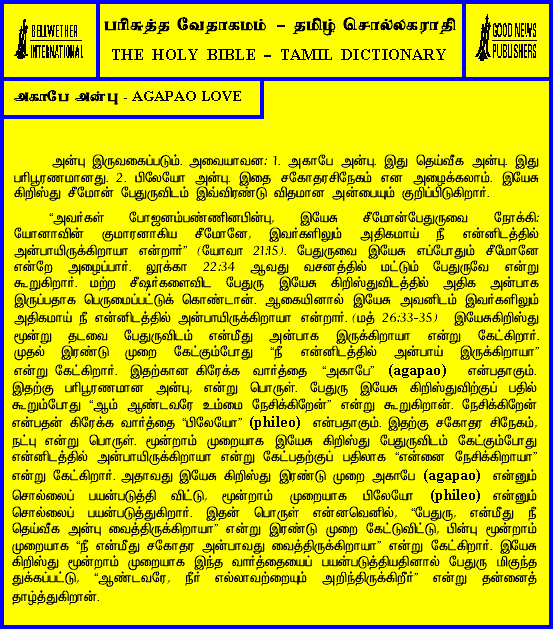 BELLWETHER
INTERNATIONAL
பரிசுத்த வேதாகமம் – தமிழ் சொல்லகராதி
THE HOLY BIBLE – TAMIL DICTIONARY
GOOD NEWS
PUBLISHERS
அகாபே அன்பு - AGAPAO LOVE
அன்பு இருவகைப்படும். அவையாவன: 1. அகாபே அன்பு. இது தெய்வீக அன்பு. இது
பரிபூரணமானது. 2. பிலேயோ அன்பு. இதை சகோதரசிநேகம் என அழைக்கலாம். இயேசு
கிறிஸ்து சீமோன் பேதுருவிடம் இவ்விரண்டு விதமான அன்பையும் குறிப்பிடுகிறார்.
“அவர்கள் போஜனம்பண்ணினபின்பு, இயேசு சீமோன்பேதுருவை நோக்கி:
யோனாவின் குமாரனாகிய சீமோனே, இவர்களிலும் அதிகமாய் நீ என்னிடத்தில்
அன்பாயிருக்கிறாயா என்றார்” (யோவா 21:15). பேதுருவை இயேசு எப்போதும் சீமோனே
என்றே அழைப்பார். லூக்கா 22:34 ஆவது வசனத்தில் மட்டும் பேதுருவே என்று
கூறுகிறார். மற்ற சீஷர்களைவிட பேதுரு இயேசு கிறிஸ்துவிடத்தில் அதிக அன்பாக
இருப்பதாக பெருமைப்பட்டுக் கொண்டான். ஆகையினால் இயேசு அவனிடம் இவர்களிலும்
அதிகமாய் நீ என்னிடத்தில் அன்பாயிருக்கிறாயா என்றார். (மத் 26:33-35) இயேசுகிறிஸ்து
மூன்று தடவை பேதுருவிடம் என்மீது அன்பாக இருக்கிறாயா என்று கேட்கிறார்.
முதல் இரண்டு முறை கேட்கும்போது “நீ என்னிடத்தில் அன்பாய் இருக்கிறாயா”
என்று கேட்கிறார். இதற்கான கிரேக்க வார்த்தை “அகாபே” (agapao) என்பதாகும்.
இதற்கு பரிபூரணமான அன்பு, என்று பொருள். பேதுரு இயேசு கிறிஸ்துவிற்குப் பதில்
கூறும்போது “ஆம் ஆண்டவரே உம்மை நேசிக்கிறேன்” என்று கூறுகிறான். நேசிக்கிறேன்
என்பதன் கிரேக்க வார்த்தை “பிலேயோ” (phileo) என்பதாகும். இதற்கு சகோதர சிநேகம்,
நட்பு என்று பொருள். மூன்றாம் முறையாக இயேசு கிறிஸ்து பேதுருவிடம் கேட்கும்போது
என்னிடத்தில் அன்பாயிருக்கிறாயா என்று கேட்பதற்குப் பதிலாக “என்னை நேசிக்கிறாயா”
என்று கேட்கிறார். அதாவது இயேசு கிறிஸ்து இரண்டு முறை அகாபே (agapao) என்னும்
சொல்லைப் பயன்படுத்தி விட்டு, மூன்றாம் முறையாக பிலேயோ (phileo) என்னும்
சொல்லைப் பயன்படுத்துகிறார். இதன் பொருள் என்னவெனில், “பேதுரு, என்மீது நீ
தெய்வீக அன்பு வைத்திருக்கிறாயா” என்று இரண்டு முறை கேட்டுவிட்டு, பின்பு மூன்றாம்
முறையாக “நீ என்மீது சகோதர அன்பாவது வைத்திருக்கிறாயா” என்று கேட்கிறார். இயேசு
கிறிஸ்து மூன்றாம் முறையாக இந்த வார்த்தையைப் பயன்படுத்தியதினால் பேதுரு மிகுந்த
துக்கப்பட்டு, “ஆண்டவரே, நீர் எல்லாவற்றையும் அறிந்திருக்கிறீர்” என்று தன்னைத்
தாழ்த்துகிறான்.